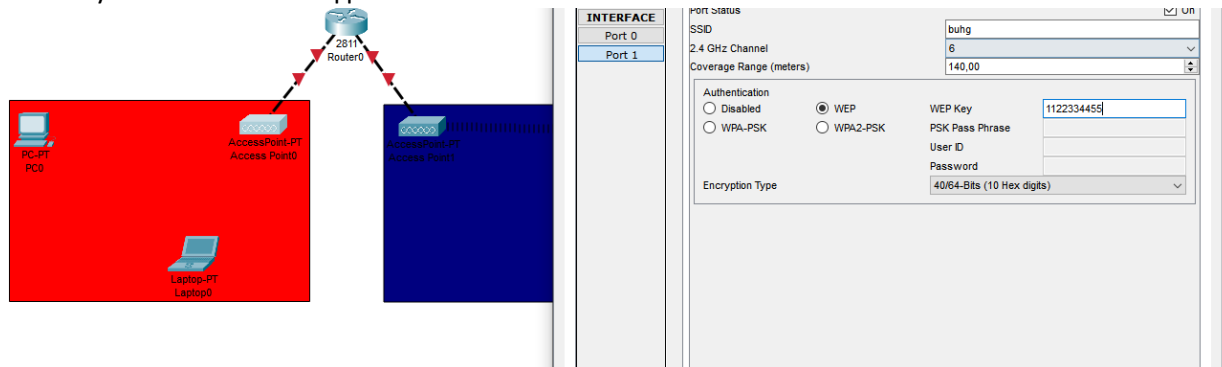 2811
Router0
AccessPoint-PT
Access Point0
AccessPoint-PT
Access Point1
PC-PT
PC0
Laptop-PT
Laptop0
INTERFACE
Port 0
Port 1
Port Status On
SSID buhg
2.4 GHz Channel 6
Coverage Range (meters) 140,00
Authentication
Disabled WEP WEP Key 1122334455
WPA-PSK WPA2-PSK PSK Pass Phrase
User ID
Password
Encryption Type 40/64-Bits (10 Hex digits)